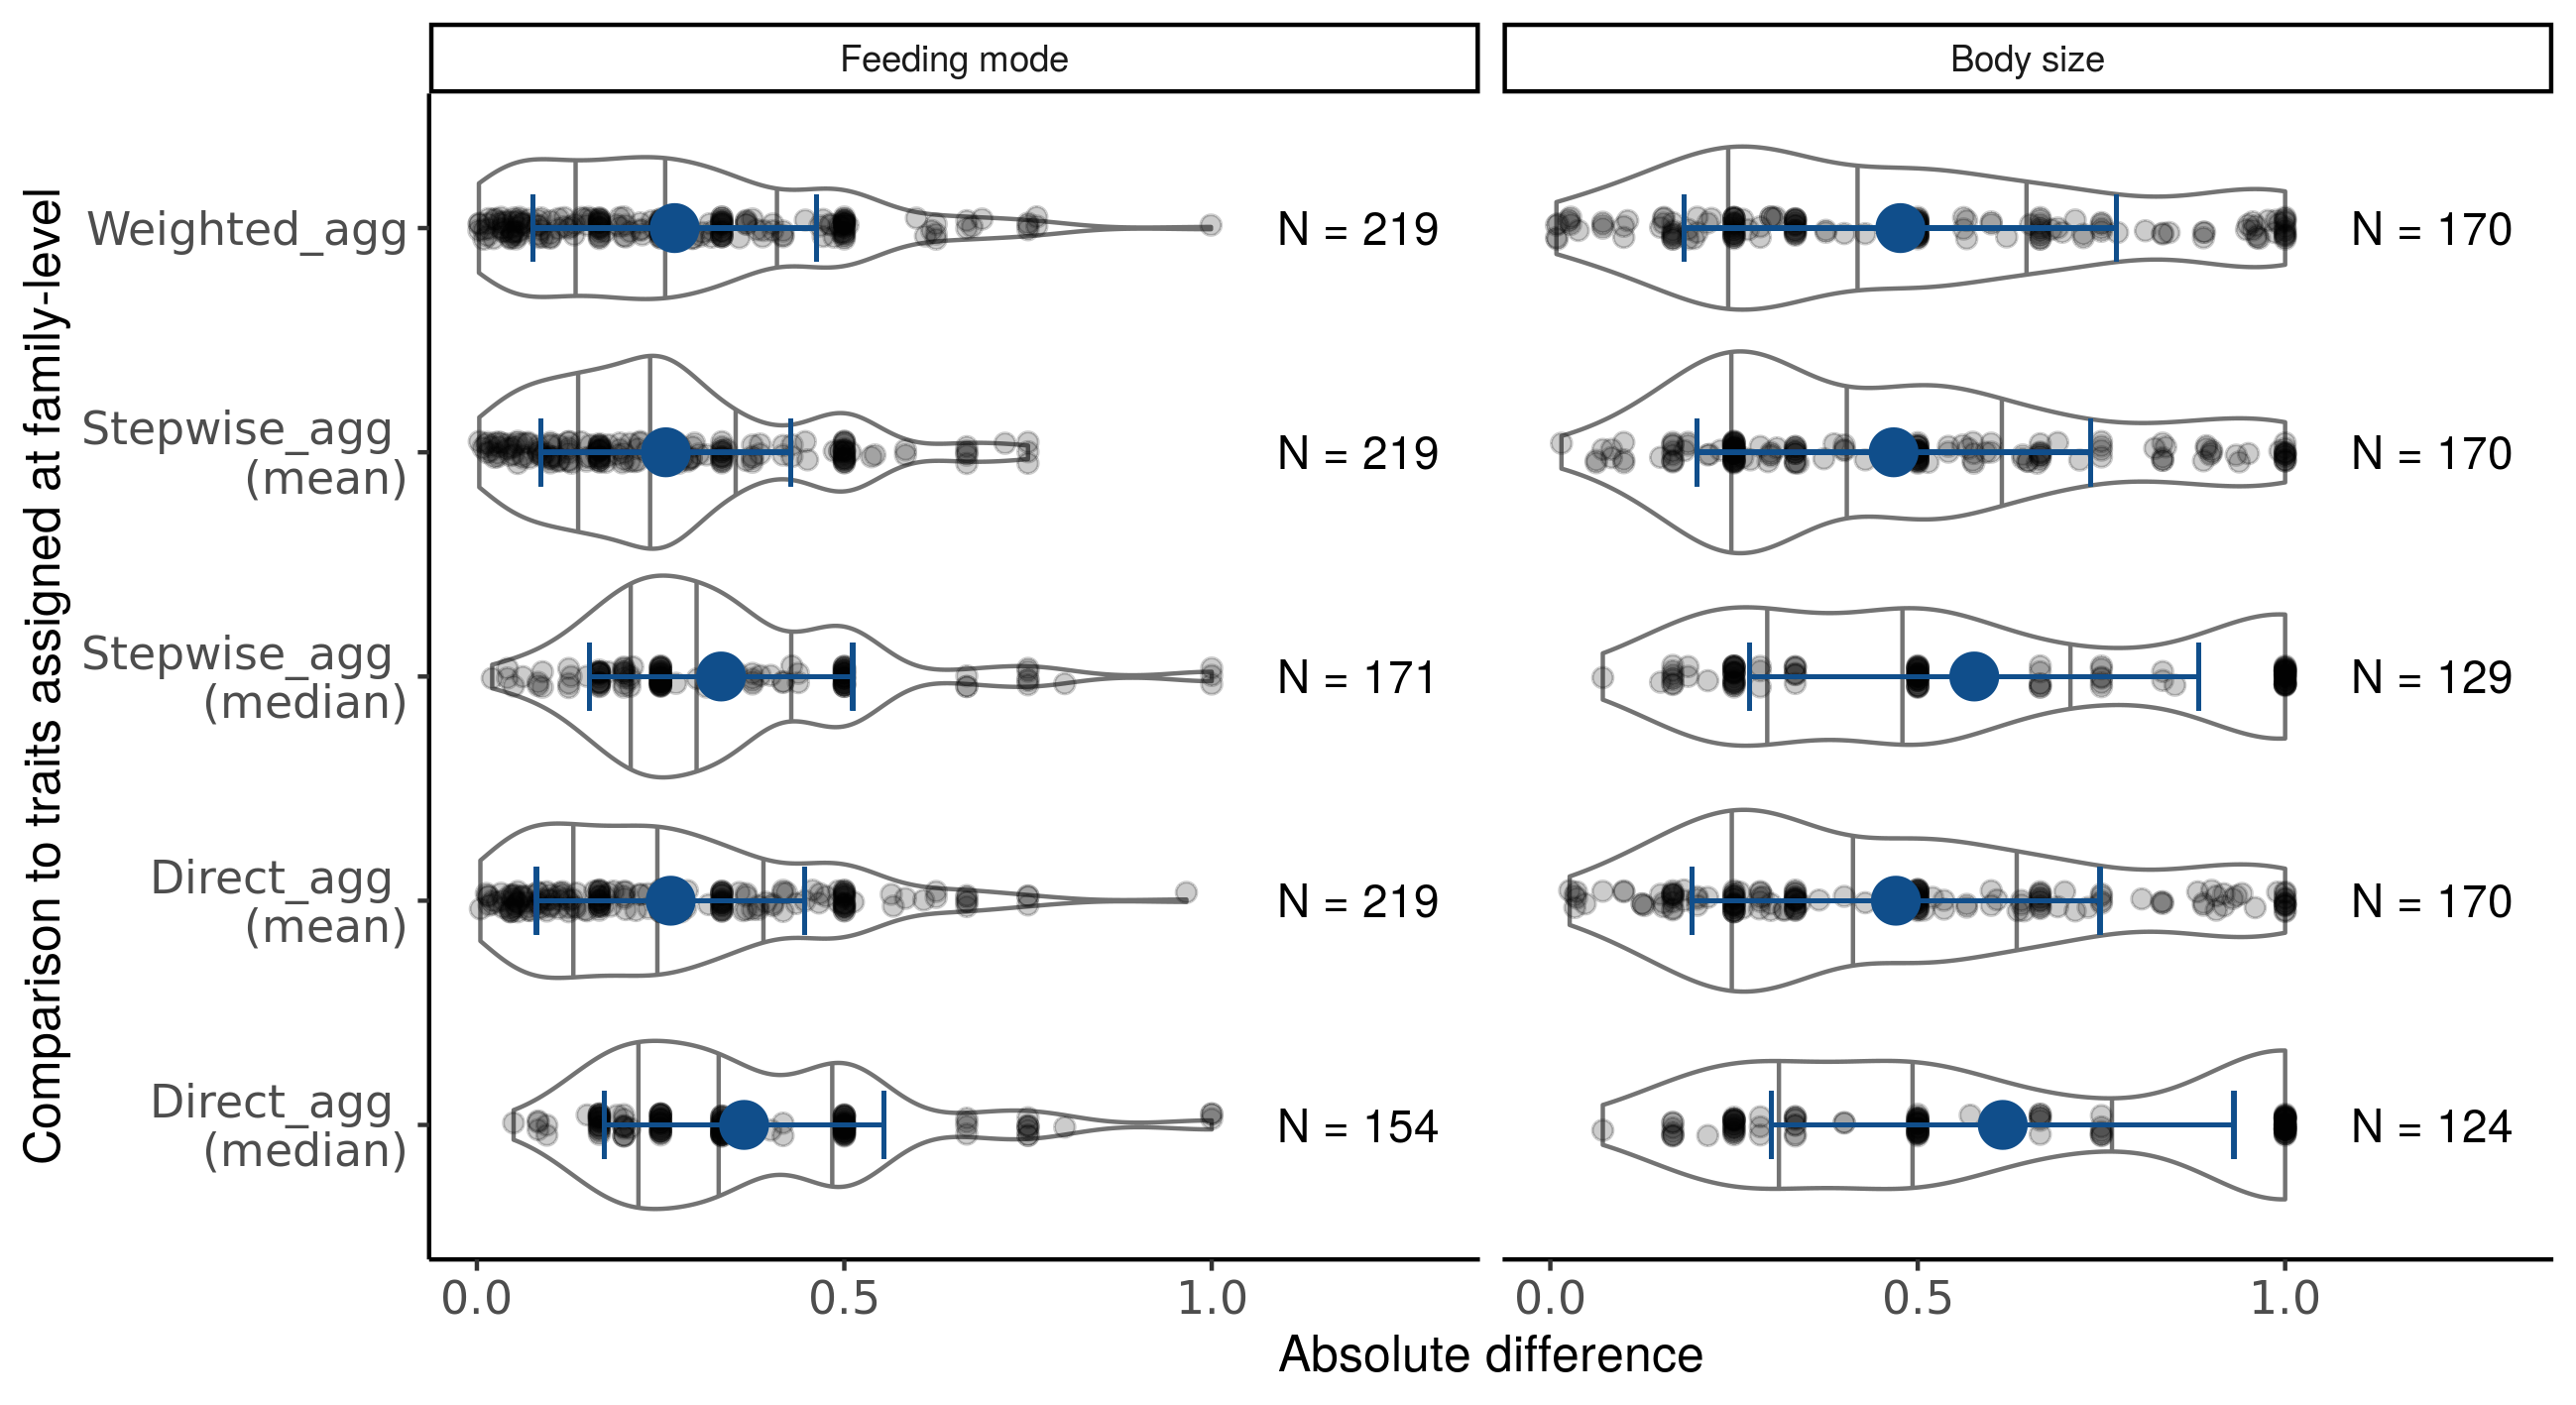 Feeding mode
Body size
Comparison to traits assigned at family-level
Weighted_agg
N = 219
N = 170
Stepwise_agg
(mean)
N = 219
N = 170
Stepwise_agg
(median)
N = 171
N = 129
Direct_agg
(mean)
N = 219
N = 170
Direct_agg
(median)
N = 154
N = 124
0.0 0.5 1.0
0.0 0.5 1.0
Absolute difference